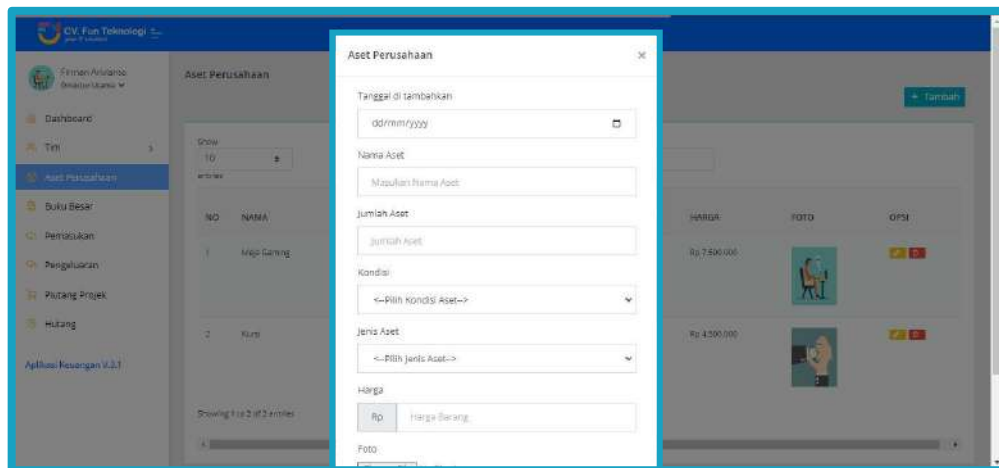 CV. Fun Teknologi
Aset Perusahaan
×
Aset Perusahaan
+ Tambah
Dashboard
Tim
Aset Perusahaan
Buku Besar
Pemasukan
Pengeluaran
Piutang Projek
Hutang
Aplikasi Keuangan V.3.1
Tanggal di tambahkan
dd/mm/yyyy
Nama Aset
Masukan Nama Aset
Jumlah Aset
Jumlah Aset
Kondisi
<--Pilih Kondisi Aset-->
Jenis Aset
<--Pilih Jenis Aset-->
Harga
Rp Harga Barang
Foto
Show
10
entries
NO NAMA HARGA FOTO OPSI
1 Meja Gaming Rp 7.500.000
2 Kursi Rp 4.500.000
Showing 1 to 2 of 2 entries